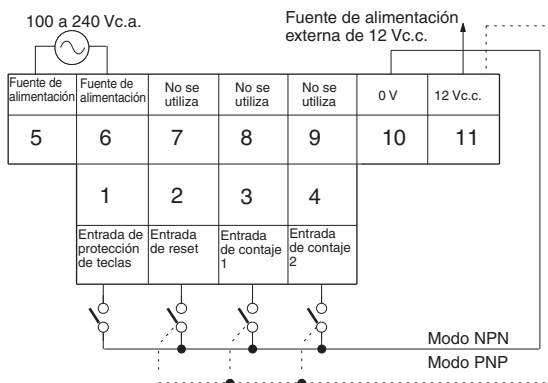 100 a 240 Vc.a.
Fuente de alimentación
externa de 12 Vc.c.
Fuente de
alimentación
Fuente de
alimentación
No se
utiliza
No se
utiliza
No se
utiliza
0 V
12 Vc.c.
5
6
7
8
9
10
11
1
2
3
4
Entrada de
protección
de teclas
Entrada
de reset
Entrada
de contaje
1
Entrada
de contaje
2
Modo NPN
Modo PNP